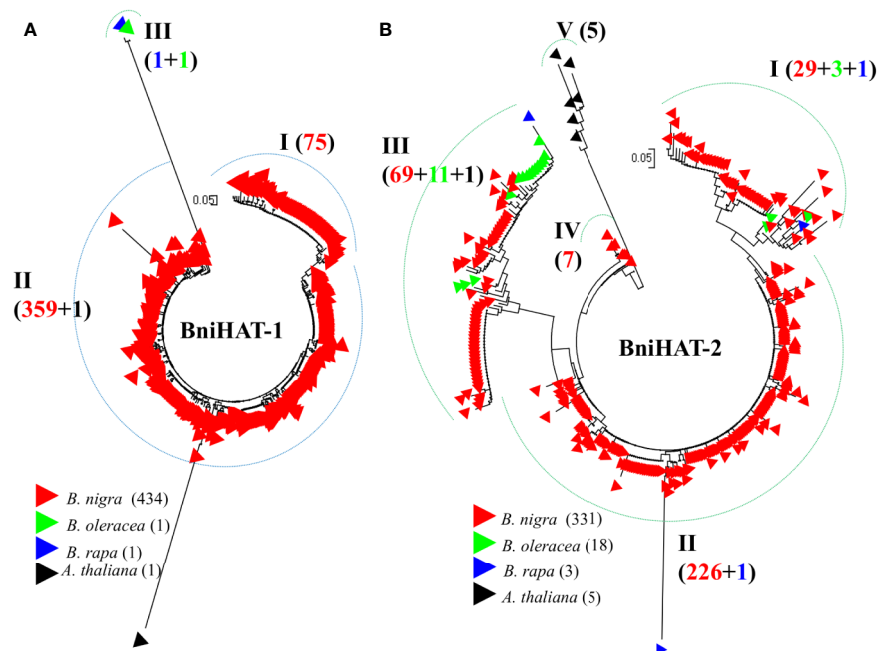 A
III
(1+1)
I (75)
0.05
II
(359+1)
BniHAT-1
B. nigra (434)
B. oleracea (1)
B. rapa (1)
A. thaliana (1)
B
V (5)
I (29+3+1)
0.05
III
(69+11+1)
IV
(7)
BniHAT-2
B. nigra (331)
B. oleracea (18)
B. rapa (3)
A. thaliana (5)
II
(226+1)